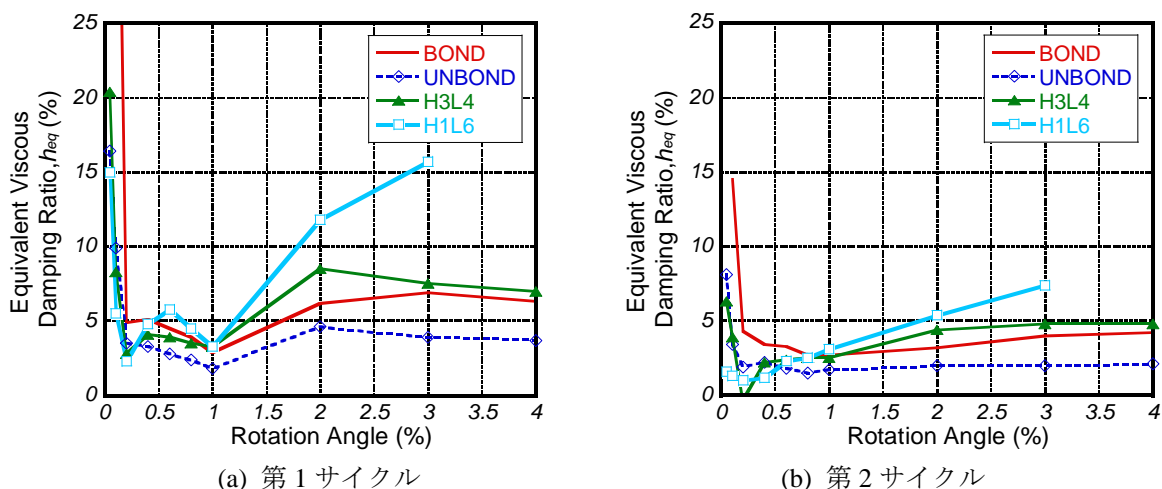 25
20
15
10
5
0
Equivalent Viscous
Damping Ratio,heq (%)
BOND
UNBOND
H3L4
H1L6
0 0.5 1 1.5 2 2.5 3 3.5 4
Rotation Angle (%)
(a) 第1サイクル
25
20
15
10
5
0
Equivalent Viscous
Damping Ratio,heq (%)
BOND
UNBOND
H3L4
H1L6
0 0.5 1 1.5 2 2.5 3 3.5 4
Rotation Angle (%)
(b) 第2サイクル